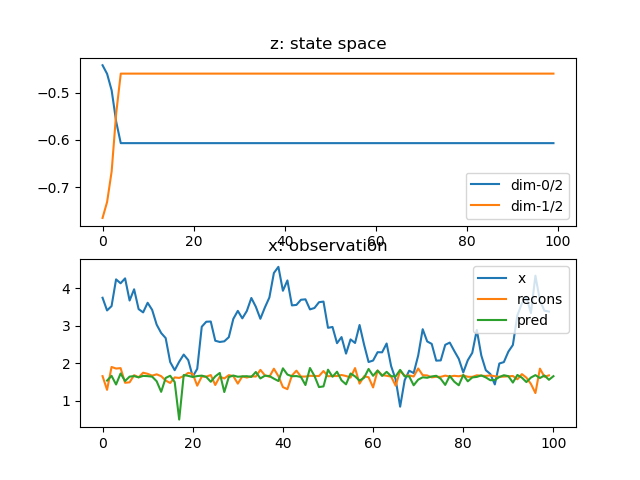 z: state space
−0.5
−0.6
−0.7
dim-0/2
dim-1/2
0 20 40 60 80 100
x: observation
4
3
2
1
x
recons
pred
0 20 40 60 80 100